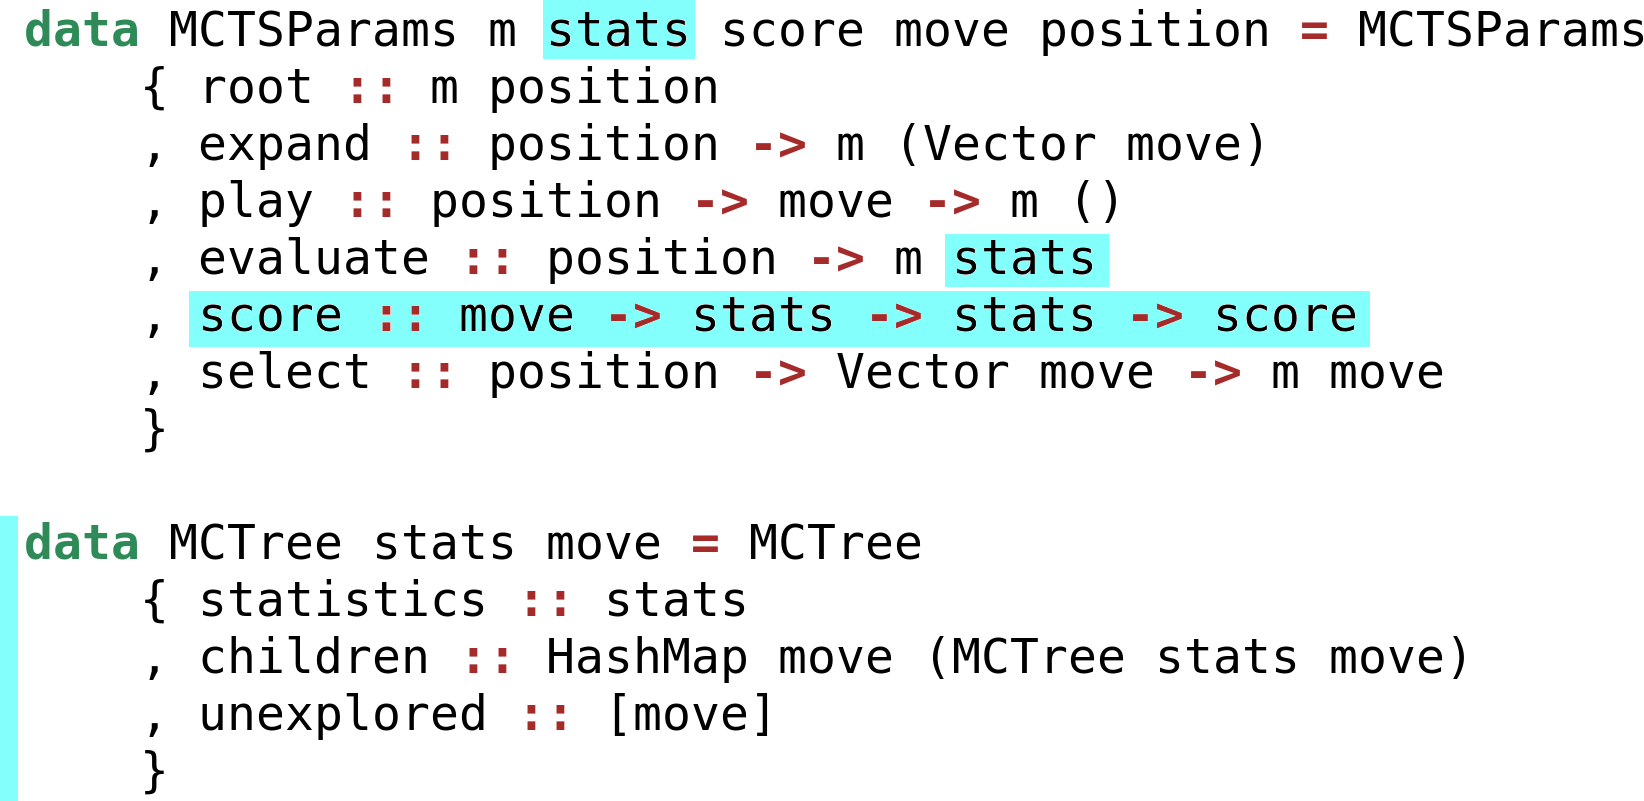 data MCTSParams m stats score move position = MCTSParams
    { root :: m position
    , expand :: position -> m (Vector move)
    , play :: position -> move -> m ()
    , evaluate :: position -> m stats
    , score :: move -> stats -> stats -> score
    , select :: position -> Vector move -> m move
    }
data MCTree stats move = MCTree
    { statistics :: stats
    , children :: HashMap move (MCTree stats move)
    , unexplored :: [move]
    }